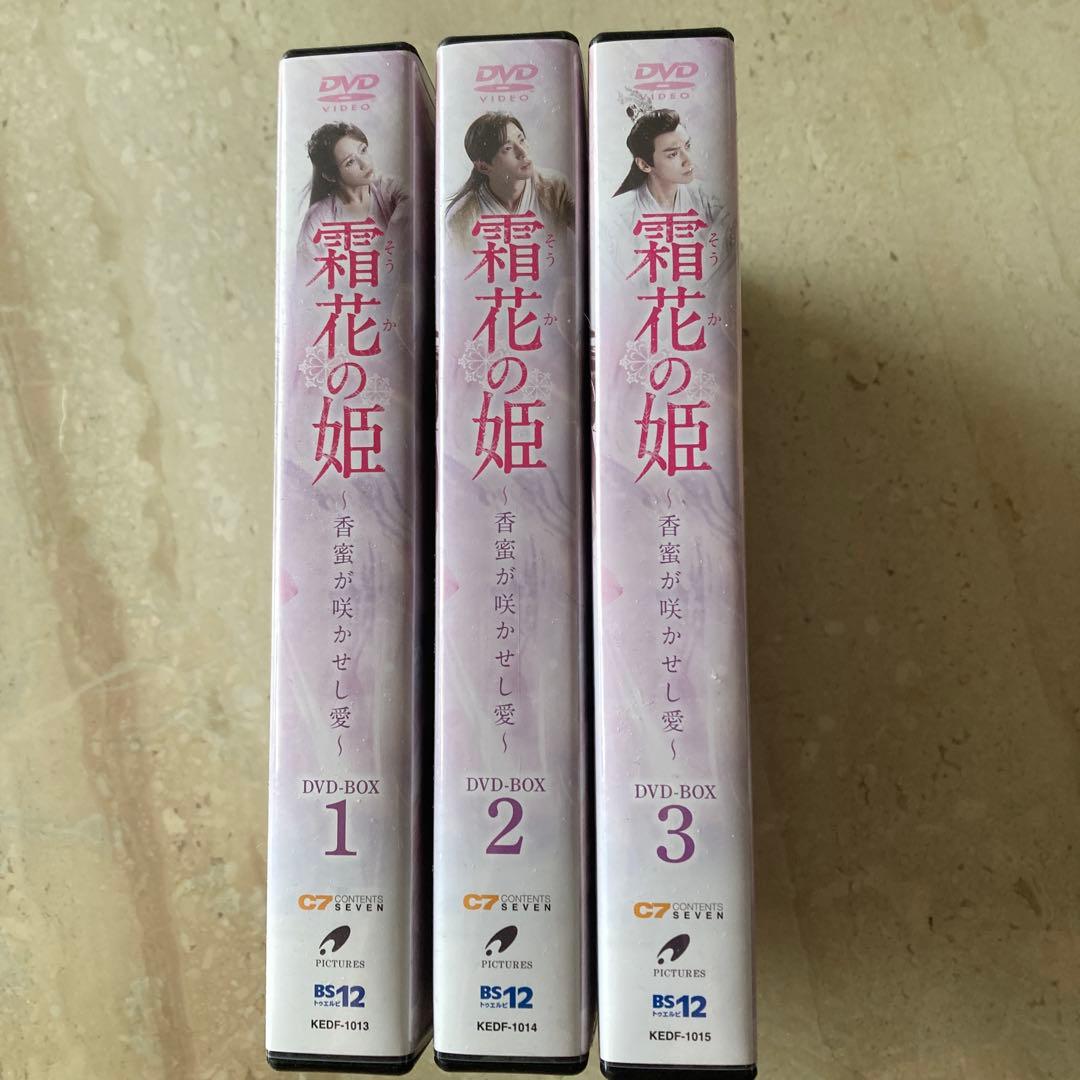 DVD
VIDEO
霜花の姫
そうか
～香蜜が咲かせし愛～
DVD-BOX
1
C7 CONTENTS
SEVEN
PICTURES
BS12
トゥエルビ
KEDF-1013
DVD
VIDEO
霜花の姫
そうか
～香蜜が咲かせし愛～
DVD-BOX
2
C7 CONTENTS
SEVEN
PICTURES
BS12
トゥエルビ
KEDF-1014
DVD
VIDEO
霜花の姫
そうか
～香蜜が咲かせし愛～
DVD-BOX
3
C7 CONTENTS
SEVEN
PICTURES
BS12
トゥエルビ
KEDF-1015